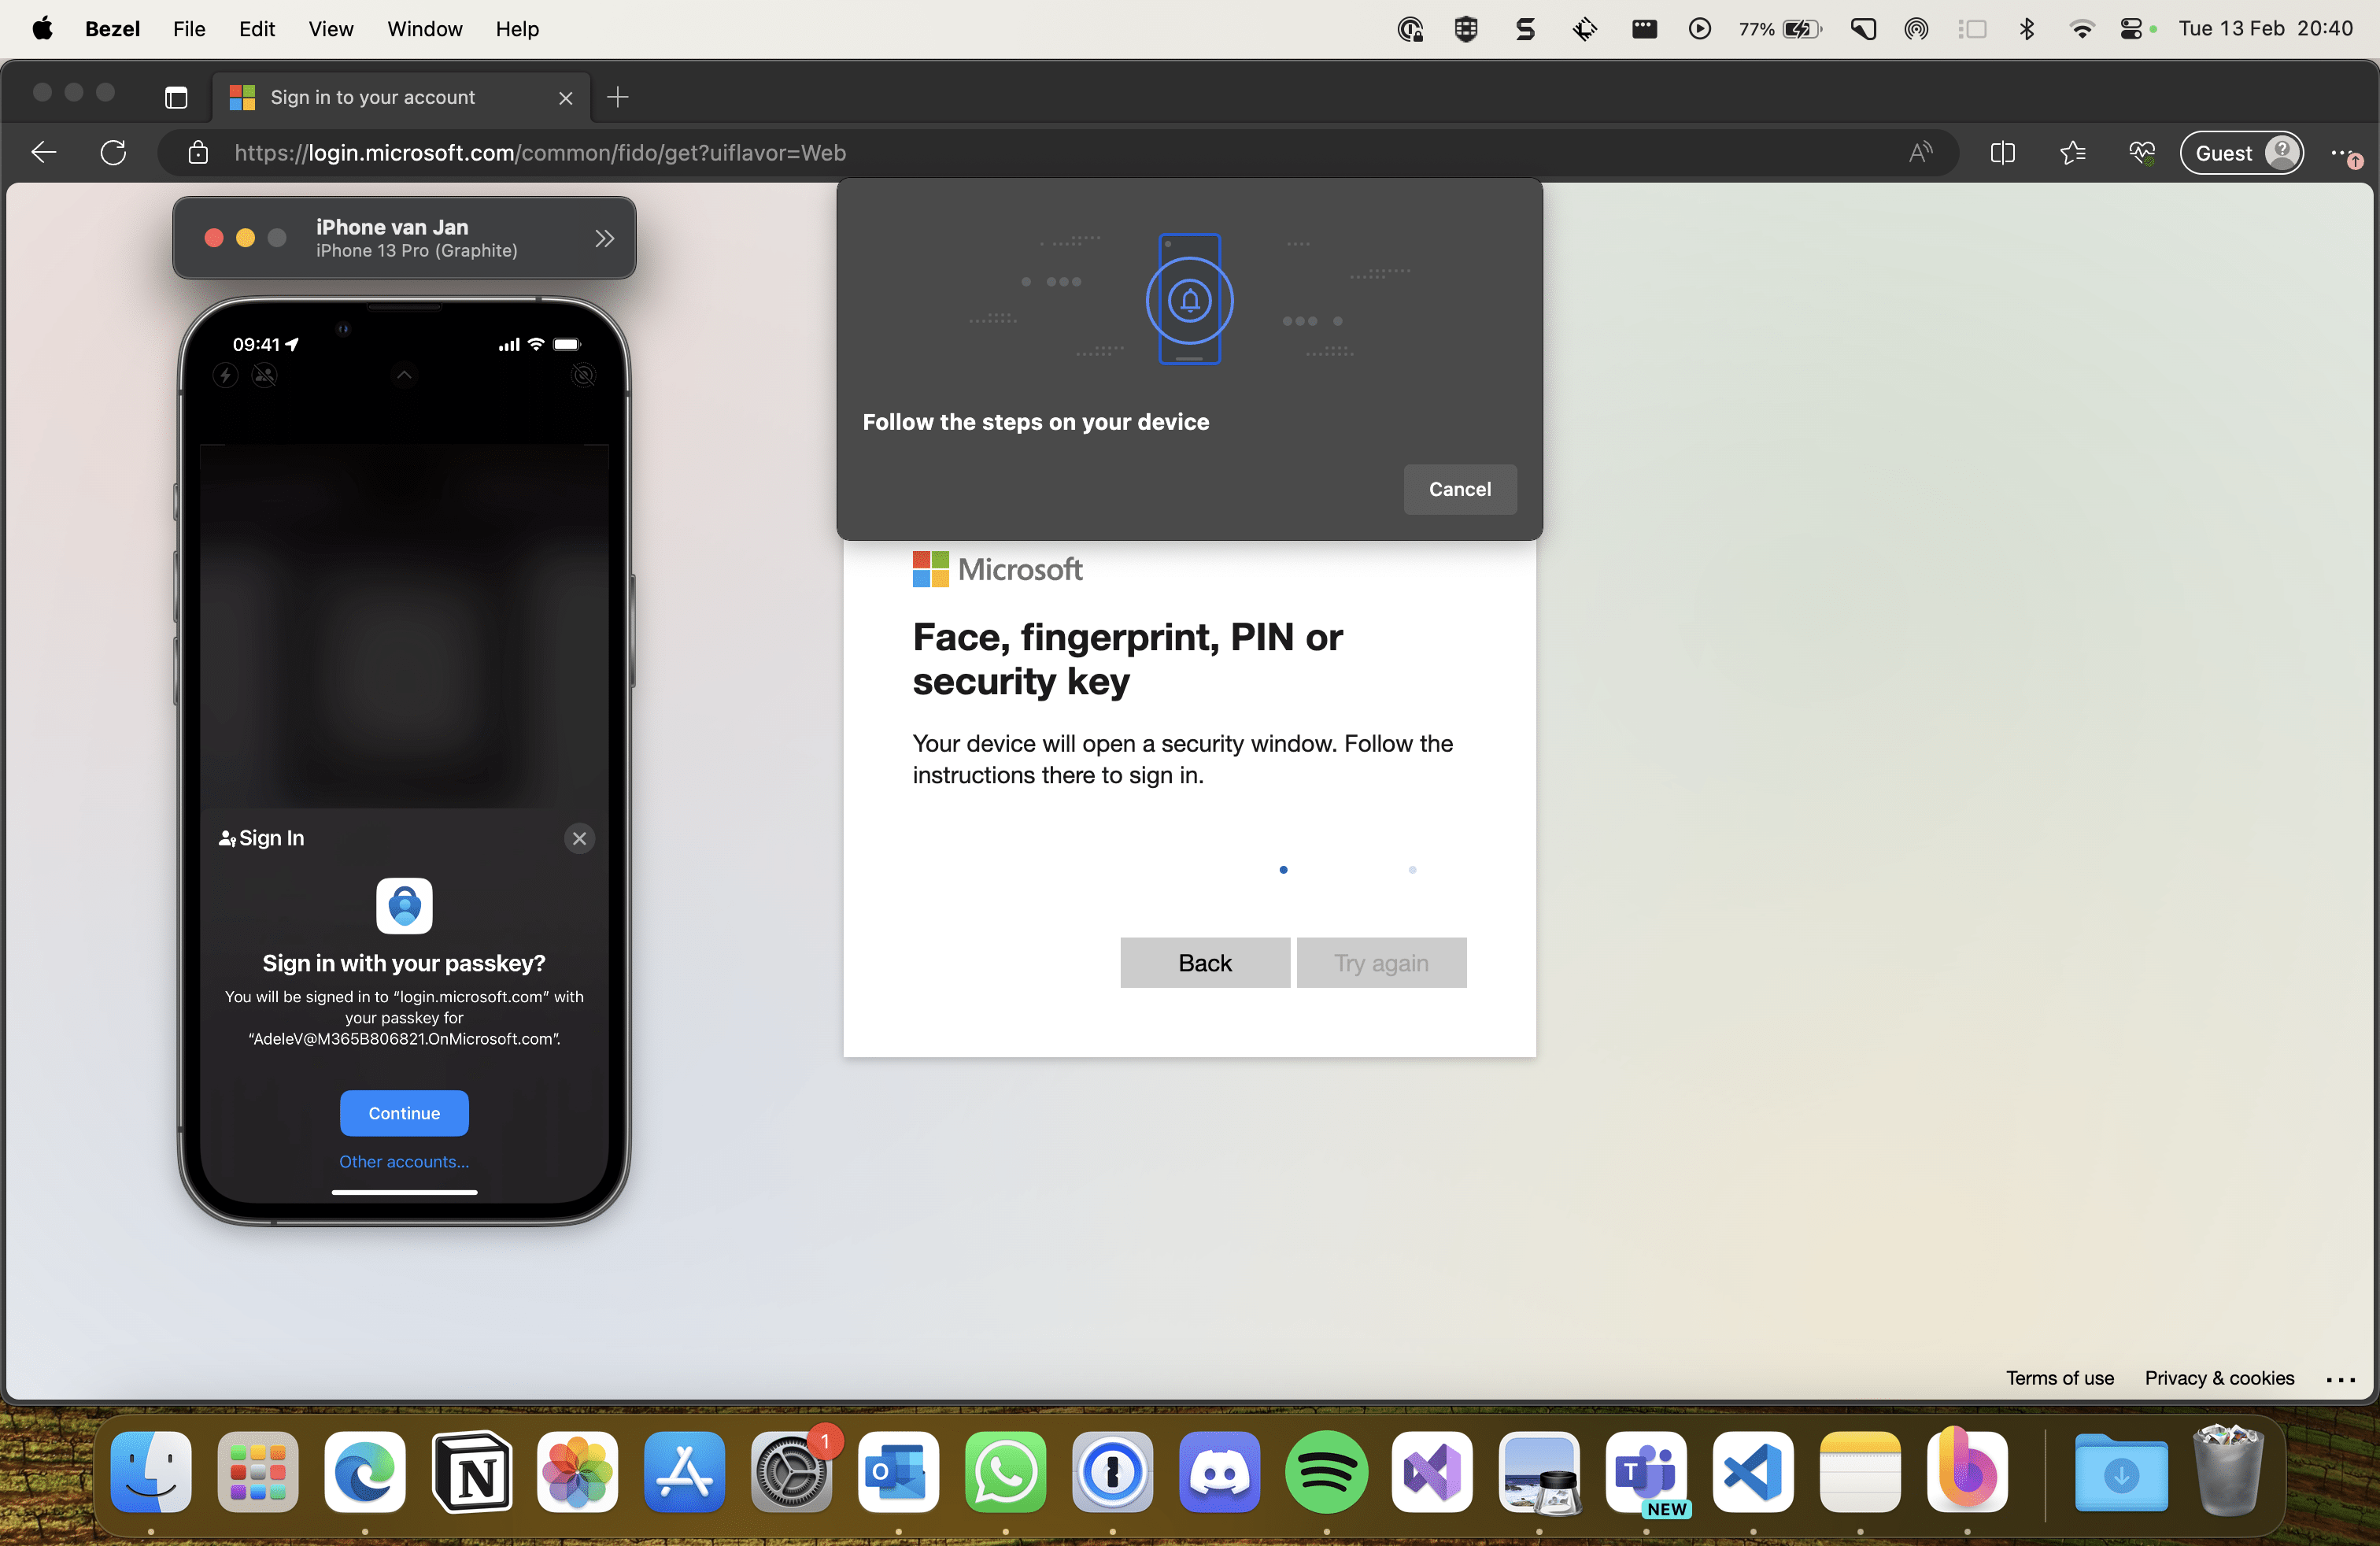 Bezel File Edit View Window Help
77% Tue 13 Feb 20:40
Sign in to your account
https://login.microsoft.com/common/fido/get?uiflavor=Web
Guest
iPhone van Jan
iPhone 13 Pro (Graphite)
09:41
Sign In
Sign in with your passkey?
You will be signed in to “login.microsoft.com” with
your passkey for
“AdeleV@M365B806821.OnMicrosoft.com”.
Continue
Other accounts...
Follow the steps on your device
Cancel
Microsoft
Face, fingerprint, PIN or
security key
Your device will open a security window. Follow the
instructions there to sign in.
Back Try again
Terms of use Privacy & cookies
1
NEW